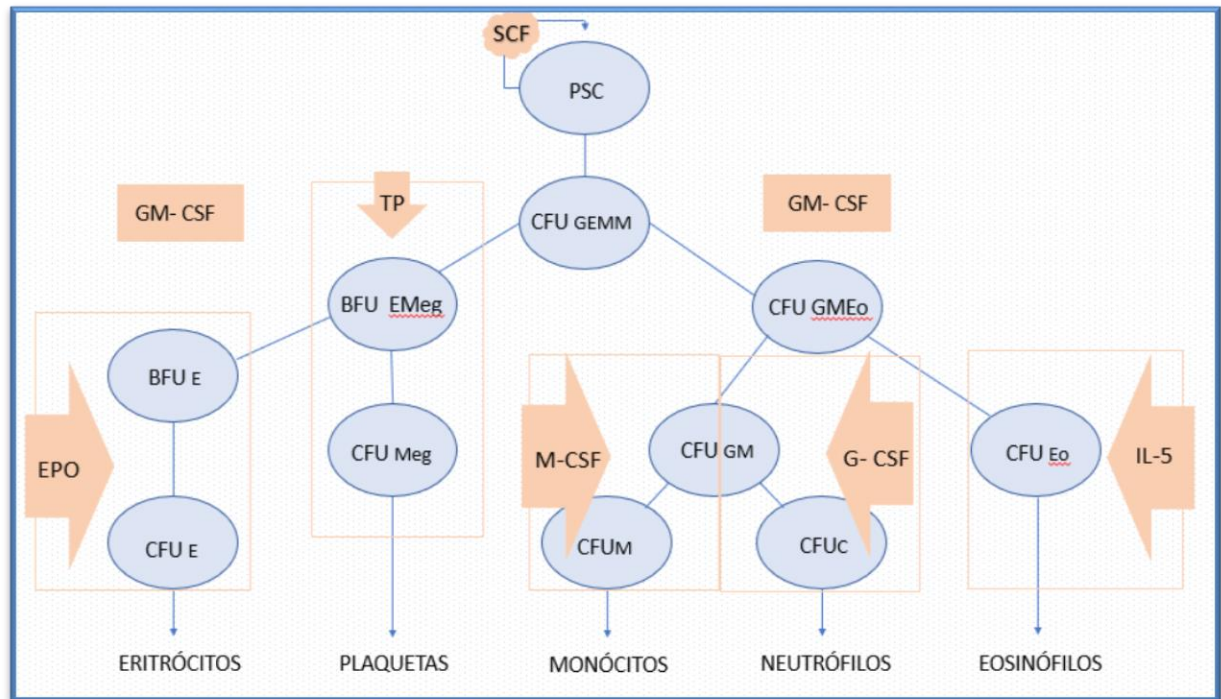 SCF
PSC
GM- CSF
TP
GM- CSF
CFU GEMM
BFU EMeg
CFU GMEo
BFU E
EPO
CFU Meg
M-CSF
CFU GM
G- CSF
CFU Eo
IL-5
CFU E
CFUM
CFUC
ERITRÓCITOS
PLAQUETAS
MONÓCITOS
NEUTRÓFILOS
EOSINÓFILOS